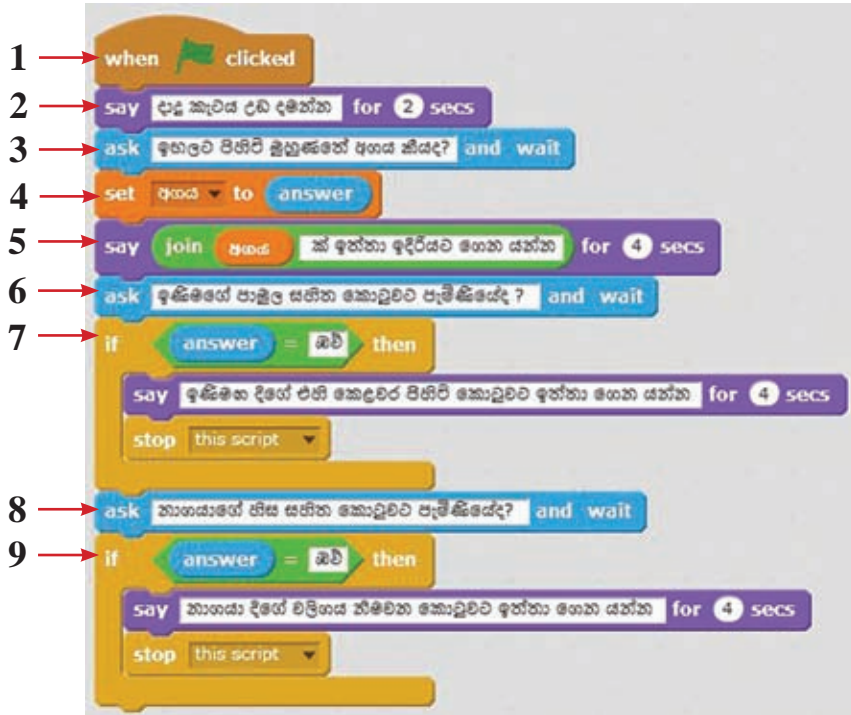 1 when clicked
2 say දාදු කැටය උඩ දමන්න for 2 secs
3 ask ඉහලට පිහිටි මුහුණතේ අගය කීයද? and wait
4 set අගය to answer
5 say join අගය ක් ඉත්තා ඉදිරියට ගෙන යන්න for 4 secs
6 ask ඉණිමගේ පාමුල සහිත කොටුවට පැමිණියේද ? and wait
7 if answer = ඔව් then
say ඉණිමඟ දිගේ එහි කෙළවර පිහිටි කොටුවට ඉත්තා ගෙන යන්න for 4 secs
stop this script
8 ask නාගයාගේ හිස සහිත කොටුවට පැමිණියේද? and wait
9 if answer = ඔව් then
say නාගයා දිගේ වලිගය නිමවන කොටුවට ඉත්තා ගෙන යන්න for 4 secs
stop this script